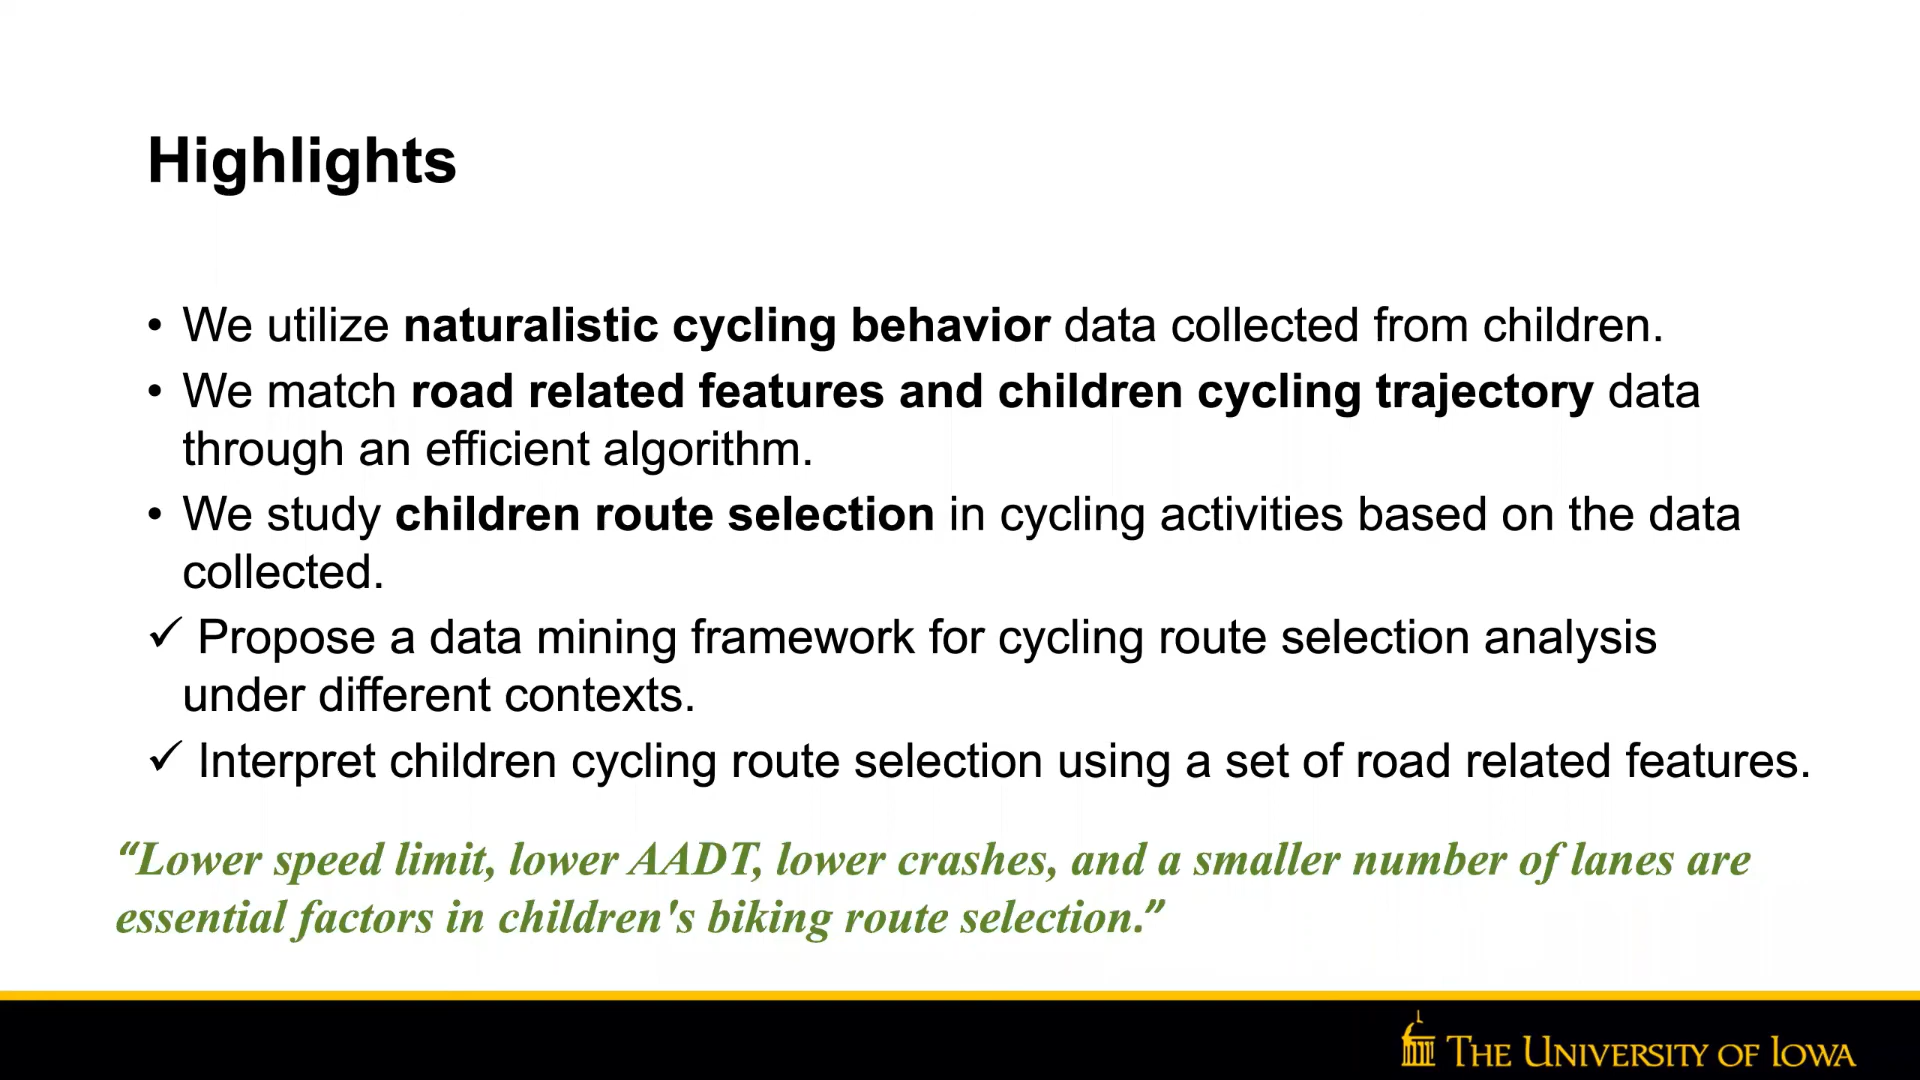 Highlights
• We utilize naturalistic cycling behavior data collected from children.
• We match road related features and children cycling trajectory data
through an efficient algorithm.
• We study children route selection in cycling activities based on the data
collected.
✓ Propose a data mining framework for cycling route selection analysis
under different contexts.
✓ Interpret children cycling route selection using a set of road related features.
“Lower speed limit, lower AADT, lower crashes, and a smaller number of lanes are
essential factors in children's biking route selection.”
THE UNIVERSITY OF IOWA